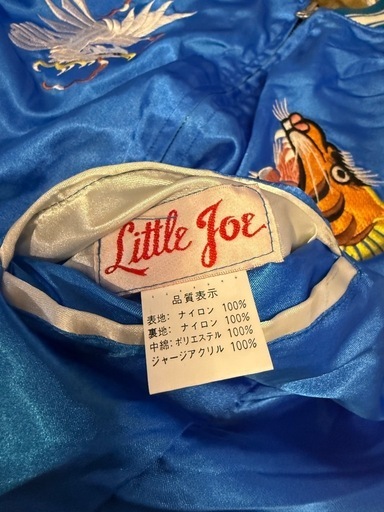 Little Joe
品質表示
表地: ナイロン 100%
裏地: ナイロン 100%
中綿: ポリエステル 100%
ジャージアクリル 100%